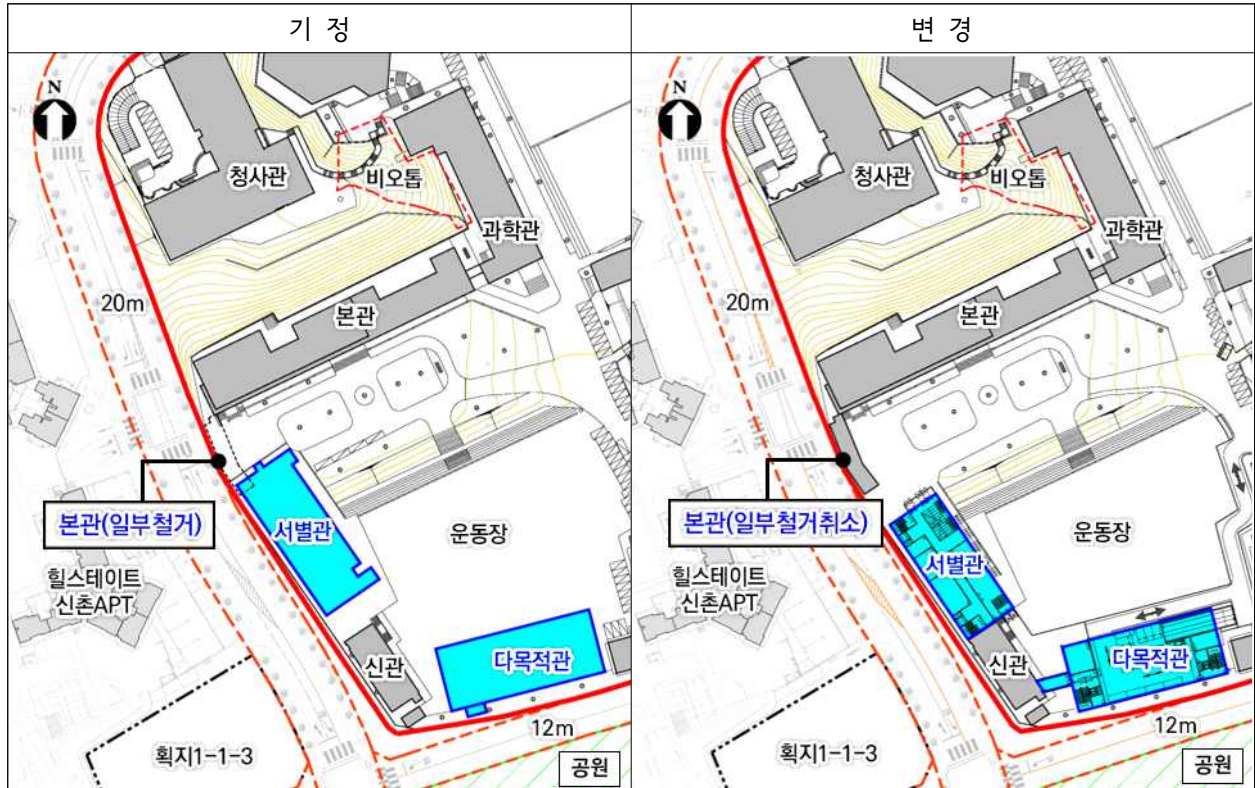 기 정
N
청사관
비오톱
과학관
20m
본관
본관(일부철거)
서별관
운동장
힐스테이트
신촌APT
신관
다목적관
12m
획지1-1-3
공원
변 경
N
청사관
비오톱
과학관
20m
본관
본관(일부철거취소)
서별관
운동장
힐스테이트
신촌APT
신관
다목적관
12m
획지1-1-3
공원